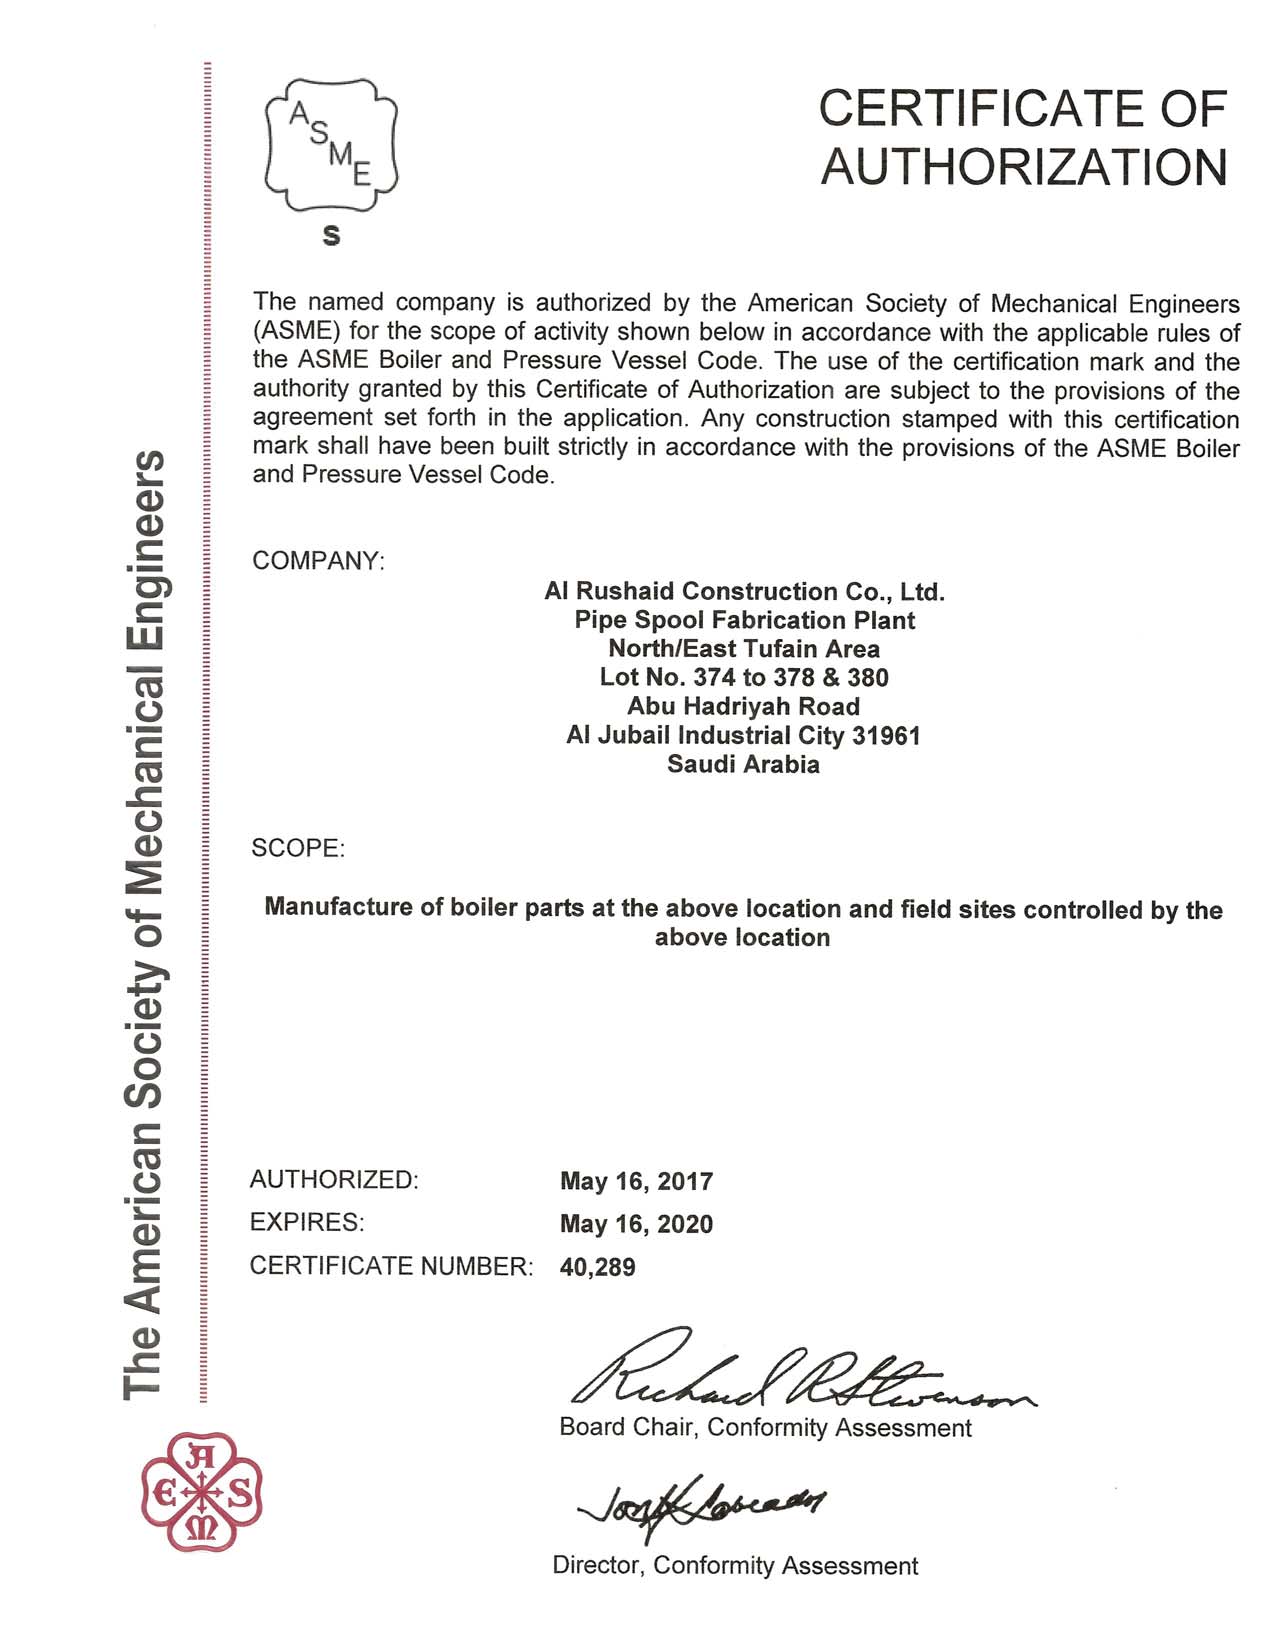 ASME
S
CERTIFICATE OF
AUTHORIZATION
The named company is authorized by the American Society of Mechanical Engineers
(ASME) for the scope of activity shown below in accordance with the applicable rules of
the ASME Boiler and Pressure Vessel Code. The use of the certification mark and the
authority granted by this Certificate of Authorization are subject to the provisions of the
agreement set forth in the application. Any construction stamped with this certification
mark shall have been built strictly in accordance with the provisions of the ASME Boiler
and Pressure Vessel Code.
The American Society of Mechanical Engineers
COMPANY:
Al Rushaid Construction Co., Ltd.
Pipe Spool Fabrication Plant
North/East Tufain Area
Lot No. 374 to 378 & 380
Abu Hadriyah Road
Al Jubail Industrial City 31961
Saudi Arabia
SCOPE:
Manufacture of boiler parts at the above location and field sites controlled by the
above location
AUTHORIZED: May 16, 2017
EXPIRES: May 16, 2020
CERTIFICATE NUMBER: 40,289
Richard R Stevenson
Board Chair, Conformity Assessment
Director, Conformity Assessment
ASME